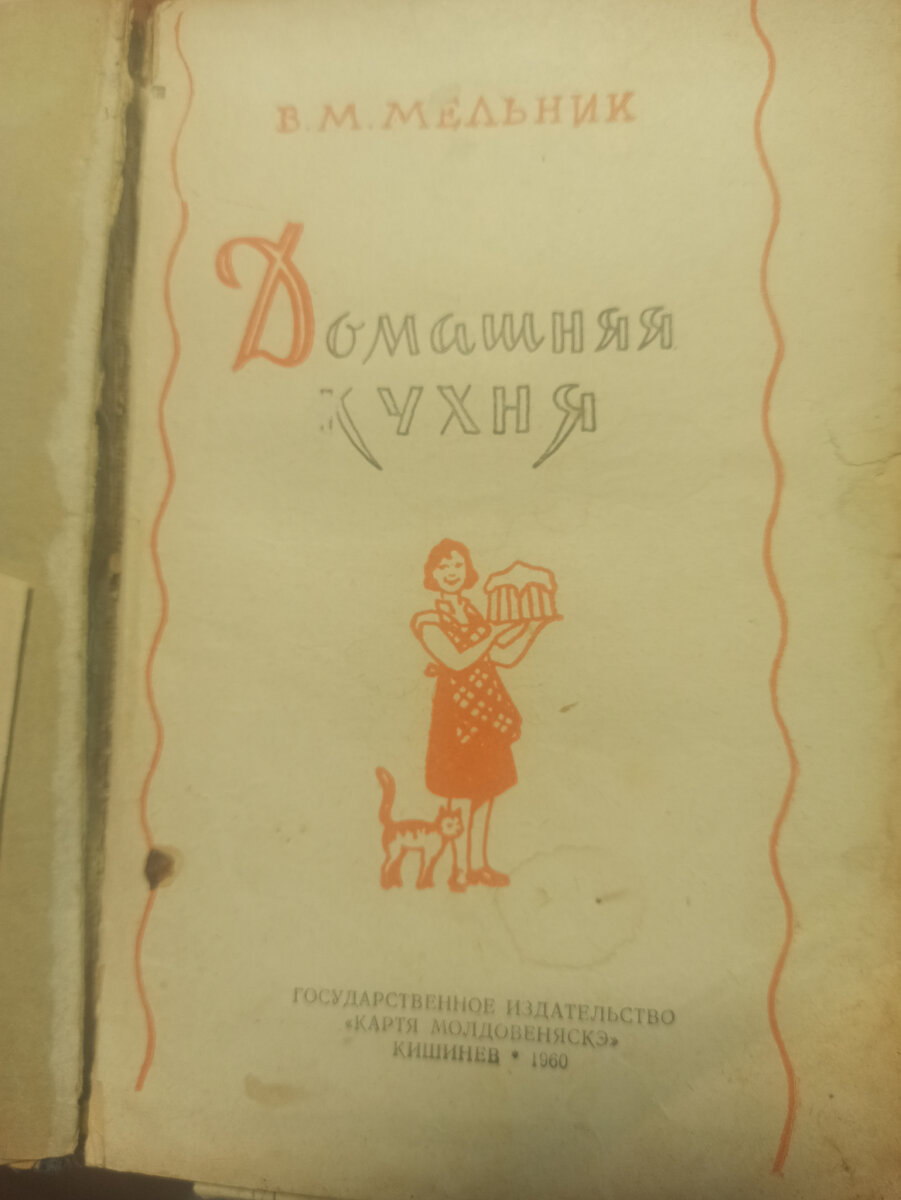 В. М. МЕЛЬНИК
Домашняя
КУХНЯ
ГОСУДАРСТВЕННОЕ ИЗДАТЕЛЬСТВО
«КАРТЯ МОЛДОВЕНЯСКЭ»
КИШИНЕВ * 1960